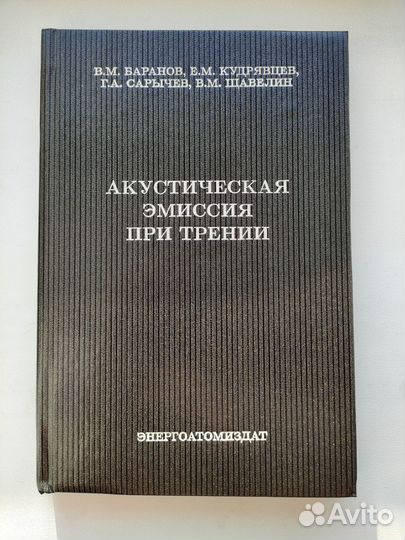 В.М. БАРАНОВ, Е.М. КУДРЯВЦЕВ,
Г.А. САРЫЧЕВ, В.М. ЩАВЕЛИН
АКУСТИЧЕСКАЯ
ЭМИССИЯ
ПРИ ТРЕНИИ
ЭНЕРГОАТОМИЗДАТ
Avito